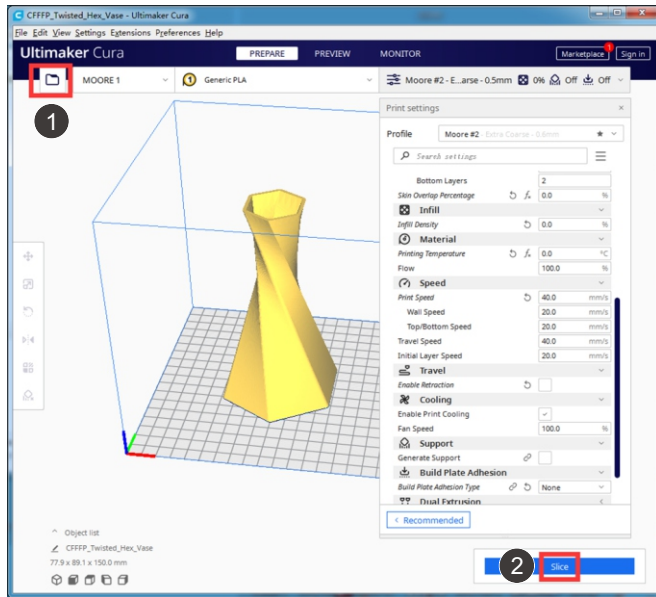 CFFFP_Twisted_Hex_Vase - Ultimaker Cura
File Edit View Settings Extensions Preferences Help
Ultimaker Cura PREPARE PREVIEW MONITOR Marketplace 1 Sign in
MOORE 1 1 Generic PLA Moore #2 - E...arse - 0.5mm 0% Off Off
1
Print settings ×
Profile Moore #2 - Extra Coarse - 0.6mm
Search settings
Bottom Layers 2
Skin Overlap Percentage 0.0 %
Infill
Infill Density 0.0 %
Material
Printing Temperature 0.0 °C
Flow 100.0 %
Speed
Print Speed 40.0 mm/s
Wall Speed 20.0 mm/s
Top/Bottom Speed 20.0 mm/s
Travel Speed 40.0 mm/s
Initial Layer Speed 20.0 mm/s
Travel
Enable Retraction
Cooling
Enable Print Cooling
Fan Speed 100.0 %
Support
Generate Support
Build Plate Adhesion
Build Plate Adhesion Type None
Dual Extrusion
< Recommended
Object list
CFFFP_Twisted_Hex_Vase
77.9 x 89.1 x 150.0 mm
2 Slice